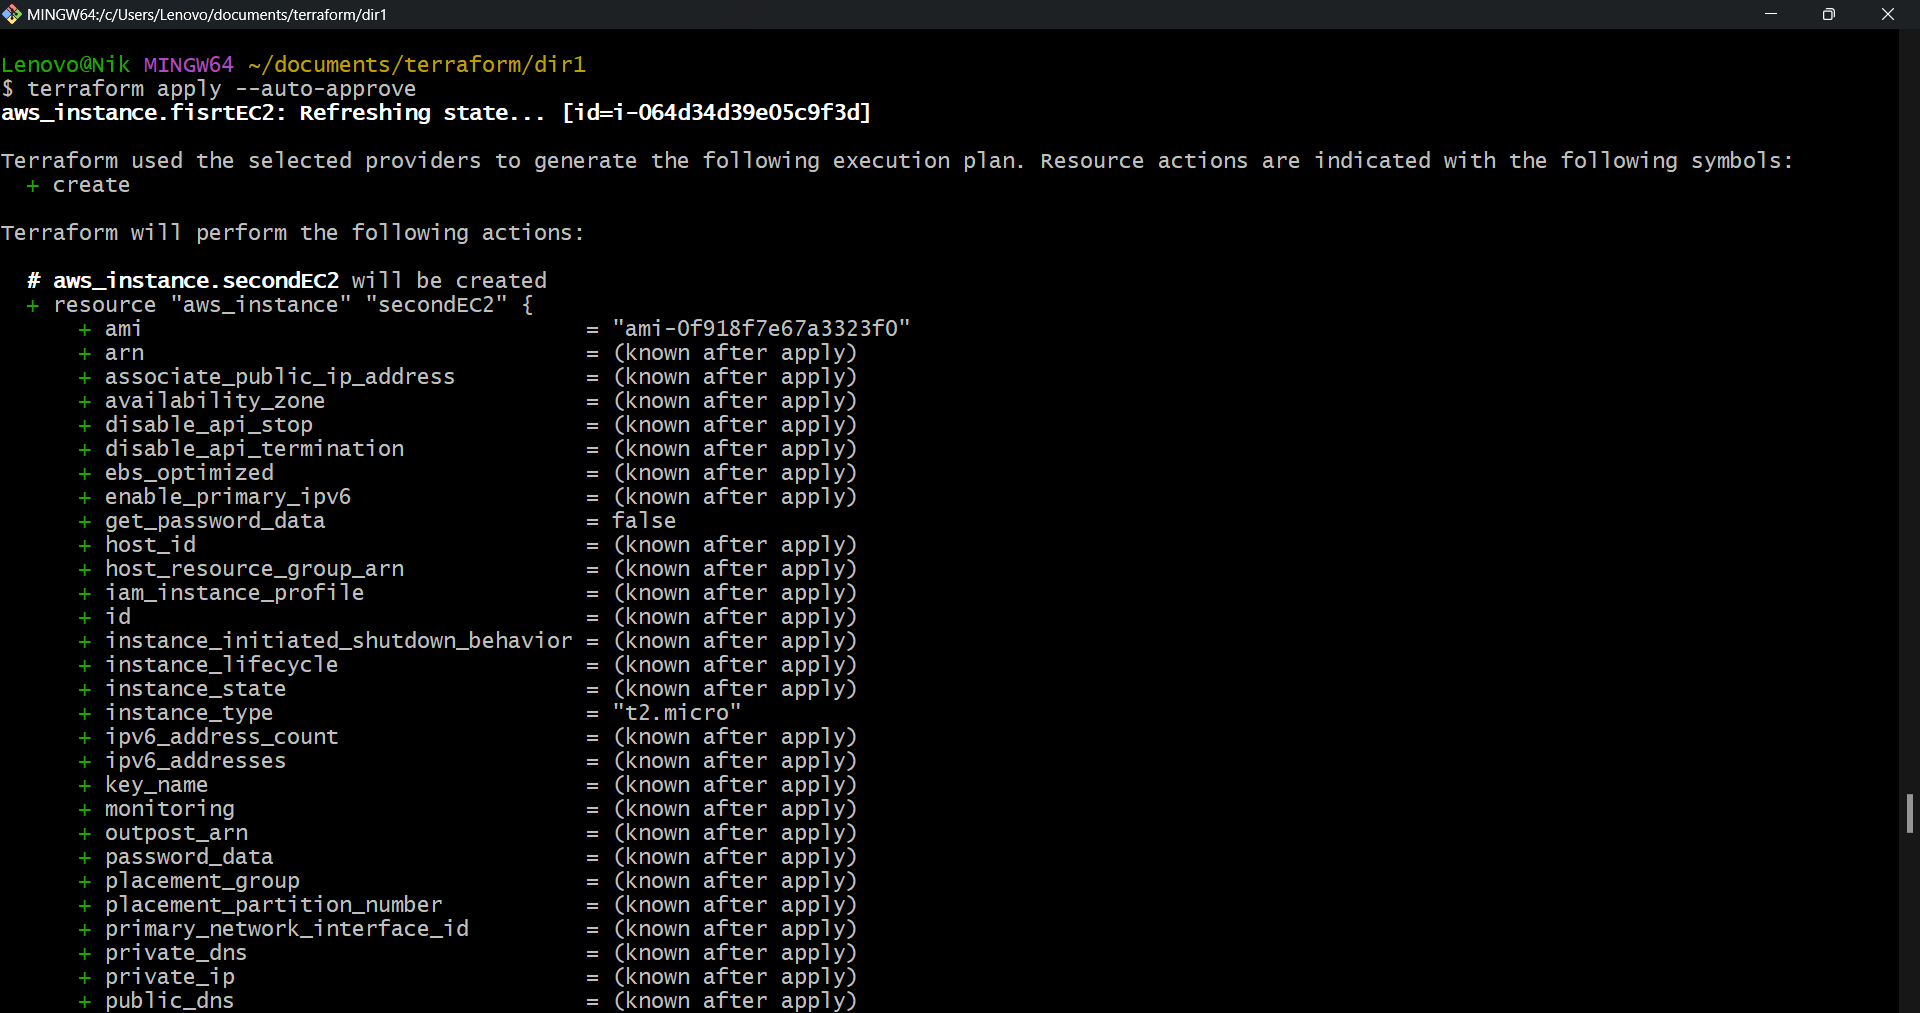 MINGW64:/c/Users/Lenovo/documents/terraform/dir1
Lenovo@Nik MINGW64 ~/documents/terraform/dir1
$ terraform apply --auto-approve
aws_instance.fisrtEC2: Refreshing state... [id=i-064d34d39e05c9f3d]
Terraform used the selected providers to generate the following execution plan. Resource actions are indicated with the following symbols:
  + create
Terraform will perform the following actions:
  # aws_instance.secondEC2 will be created
  + resource "aws_instance" "secondEC2" {
      + ami                                  = "ami-0f918f7e67a3323f0"
      + arn                                  = (known after apply)
      + associate_public_ip_address          = (known after apply)
      + availability_zone                    = (known after apply)
      + disable_api_stop                     = (known after apply)
      + disable_api_termination              = (known after apply)
      + ebs_optimized                        = (known after apply)
      + enable_primary_ipv6                  = (known after apply)
      + get_password_data                    = false
      + host_id                              = (known after apply)
      + host_resource_group_arn              = (known after apply)
      + iam_instance_profile                 = (known after apply)
      + id                                   = (known after apply)
      + instance_initiated_shutdown_behavior = (known after apply)
      + instance_lifecycle                   = (known after apply)
      + instance_state                       = (known after apply)
      + instance_type                        = "t2.micro"
      + ipv6_address_count                   = (known after apply)
      + ipv6_addresses                       = (known after apply)
      + key_name                             = (known after apply)
      + monitoring                           = (known after apply)
      + outpost_arn                          = (known after apply)
      + password_data                        = (known after apply)
      + placement_group                      = (known after apply)
      + placement_partition_number           = (known after apply)
      + primary_network_interface_id         = (known after apply)
      + private_dns                          = (known after apply)
      + private_ip                           = (known after apply)
      + public_dns                           = (known after apply)